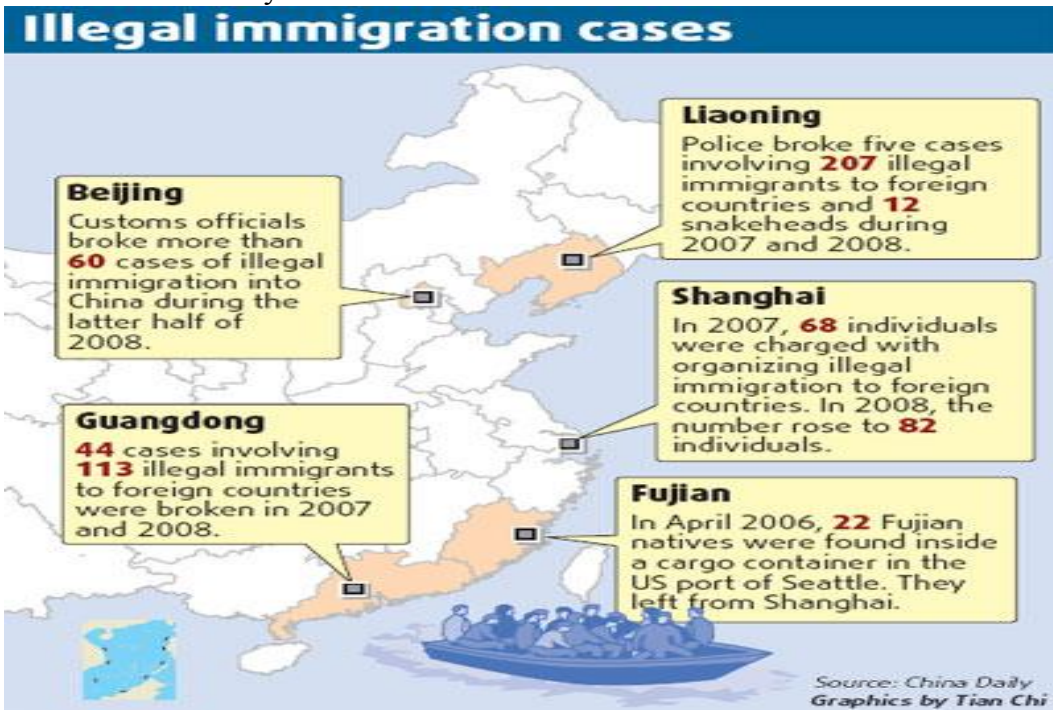 Illegal immigration cases
Liaoning
Police broke five cases
involving 207 illegal
immigrants to foreign
countries and 12
snakeheads during
2007 and 2008.
Beijing
Customs officials
broke more than
60 cases of illegal
immigration into
China during the
latter half of
2008.
Shanghai
In 2007, 68 individuals
were charged with
organizing illegal
immigration to foreign
countries. In 2008, the
number rose to 82
individuals.
Guangdong
44 cases involving
113 illegal immigrants
to foreign countries
were broken in 2007
and 2008.
Fujian
In April 2006, 22 Fujian
natives were found inside
a cargo container in the
US port of Seattle. They
left from Shanghai.
Source: China Daily
Graphics by Tian Chi